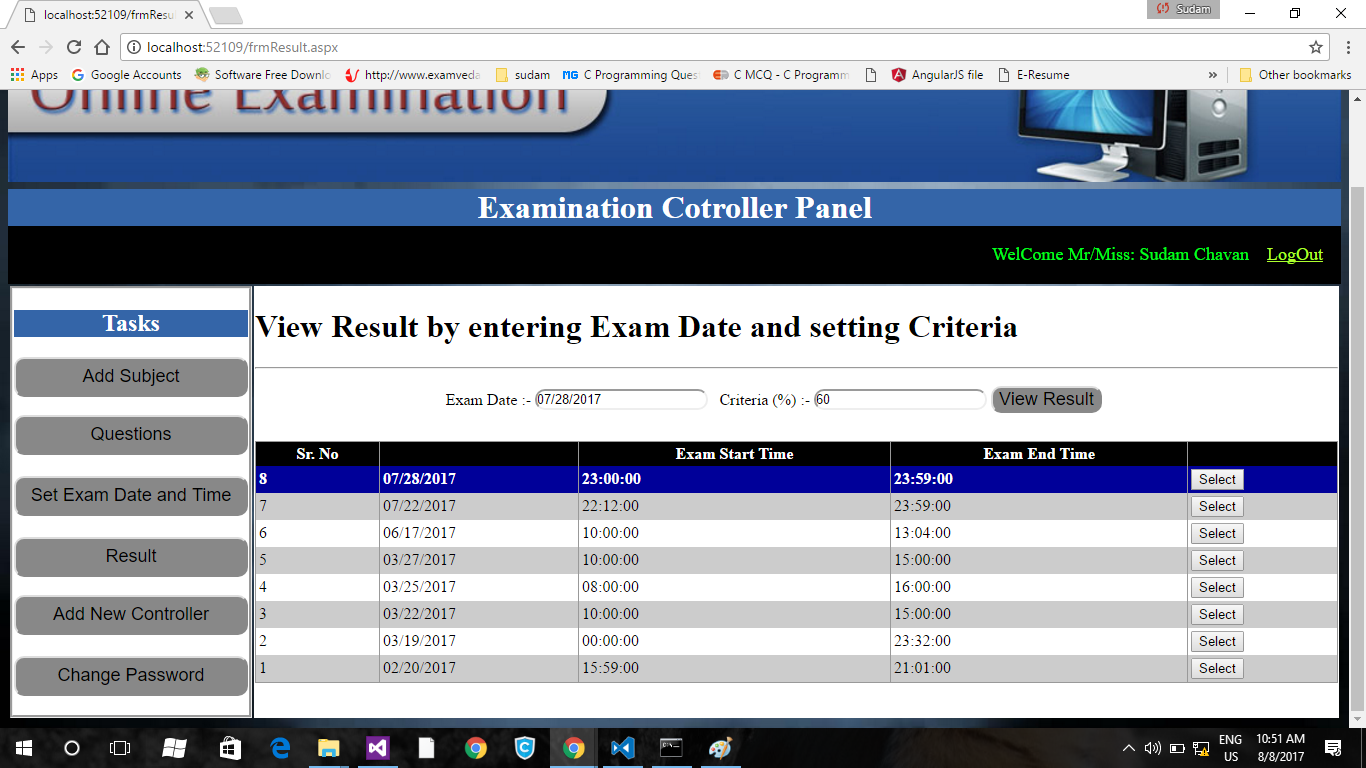 localhost:52109/frmResu
Sudam
localhost:52109/frmResult.aspx
Apps Google Accounts Software Free Downlo http://www.examveda sudam MG C Programming Ques C MCQ - C Programm AngularJS file E-Resume » Other bookmarks
Online Examination
Examination Cotroller Panel
WelCome Mr/Miss: Sudam Chavan LogOut
Tasks
Add Subject
Questions
Set Exam Date and Time
Result
Add New Controller
Change Password
View Result by entering Exam Date and setting Criteria
Exam Date :- 07/28/2017 Criteria (%) :- 60 View Result
Sr. No Exam Start Time Exam End Time
8 07/28/2017 23:00:00 23:59:00 Select
7 07/22/2017 22:12:00 23:59:00 Select
6 06/17/2017 10:00:00 13:04:00 Select
5 03/27/2017 10:00:00 15:00:00 Select
4 03/25/2017 08:00:00 16:00:00 Select
3 03/22/2017 10:00:00 15:00:00 Select
2 03/19/2017 00:00:00 23:32:00 Select
1 02/20/2017 15:59:00 21:01:00 Select
ENG 10:51 AM
US 8/8/2017